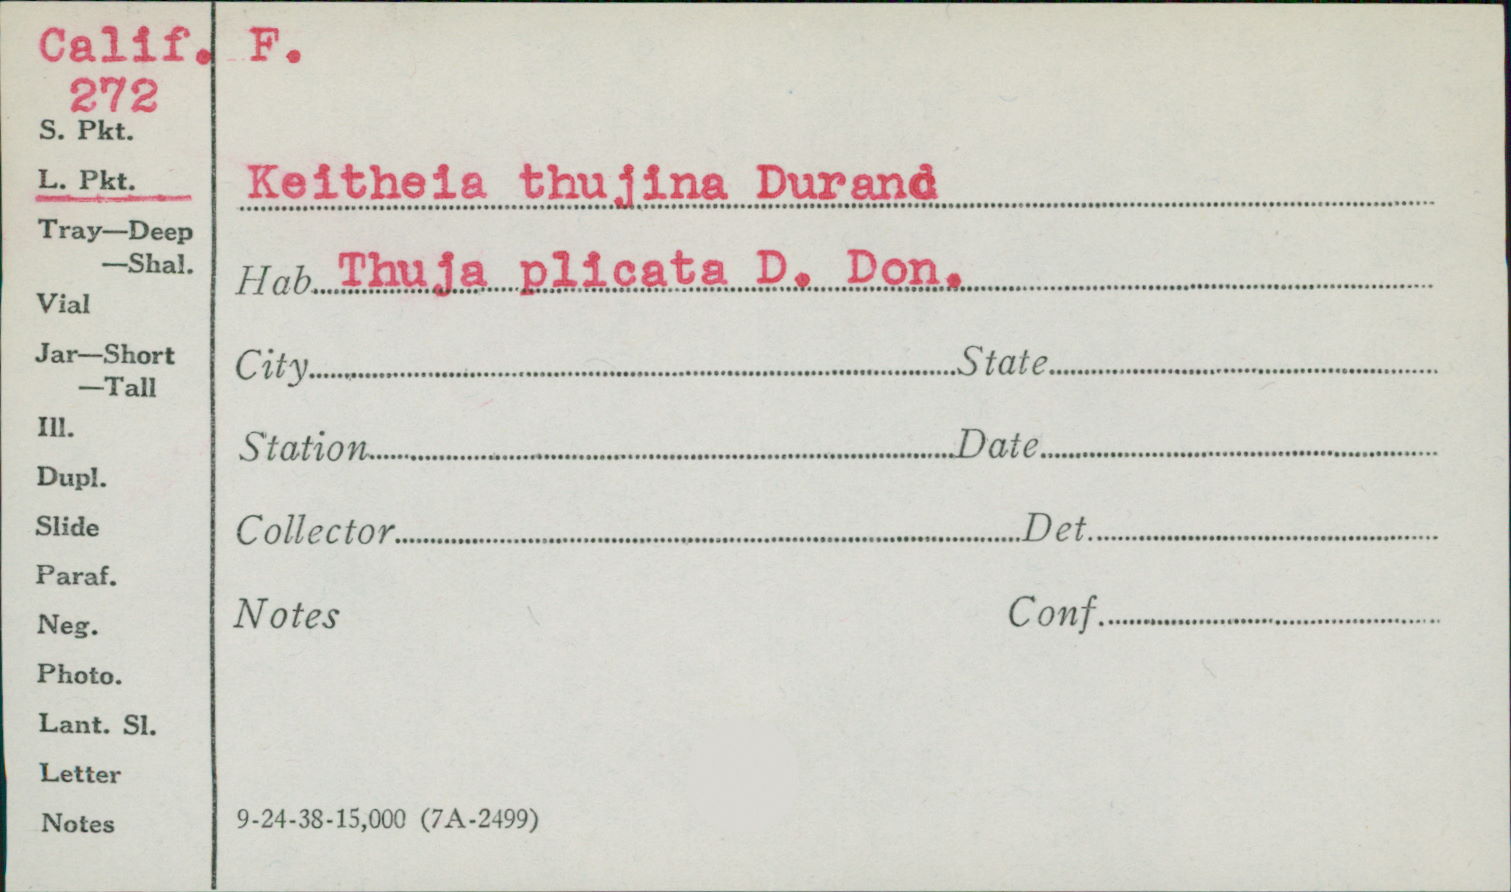 Calif. F.
272
S. Pkt.
L. Pkt.
Tray—Deep
—Shal.
Vial
Jar—Short
—Tall
Ill.
Dupl.
Slide
Paraf.
Neg.
Photo.
Lant. Sl.
Letter
Notes
Keitheia thujina Durand
Hab. Thuja plicata D. Don.
City State
Station Date
Collector Det.
Notes Conf.
9-24-38-15,000 (7A-2499)